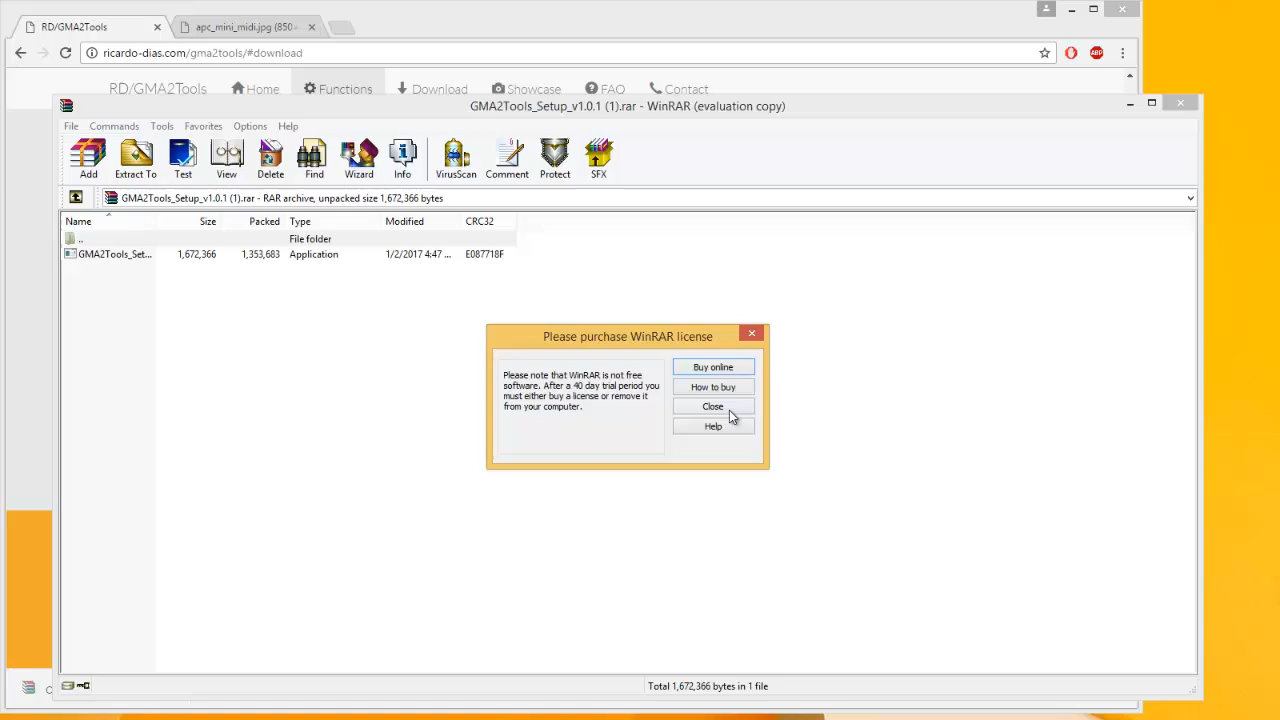 RD/GMA2Tools
apc_mini_midi.jpg (850
ricardo-dias.com/gma2tools/#download
RD/GMA2Tools Home Functions Download Showcase FAQ Contact
GMA2Tools_Setup_v1.0.1 (1).rar - WinRAR (evaluation copy)
File Commands Tools Favorites Options Help
Add Extract To Test View Delete Find Wizard Info VirusScan Comment Protect SFX
GMA2Tools_Setup_v1.0.1 (1).rar - RAR archive, unpacked size 1,672,366 bytes
Name Size Packed Type Modified CRC32
.. File folder
GMA2Tools_Set... 1,672,366 1,353,683 Application 1/2/2017 4:47 ... E087718F
Please purchase WinRAR license
Please note that WinRAR is not free
software. After a 40 day trial period you
must either buy a license or remove it
from your computer.
Buy online
How to buy
Close
Help
Total 1,672,366 bytes in 1 file